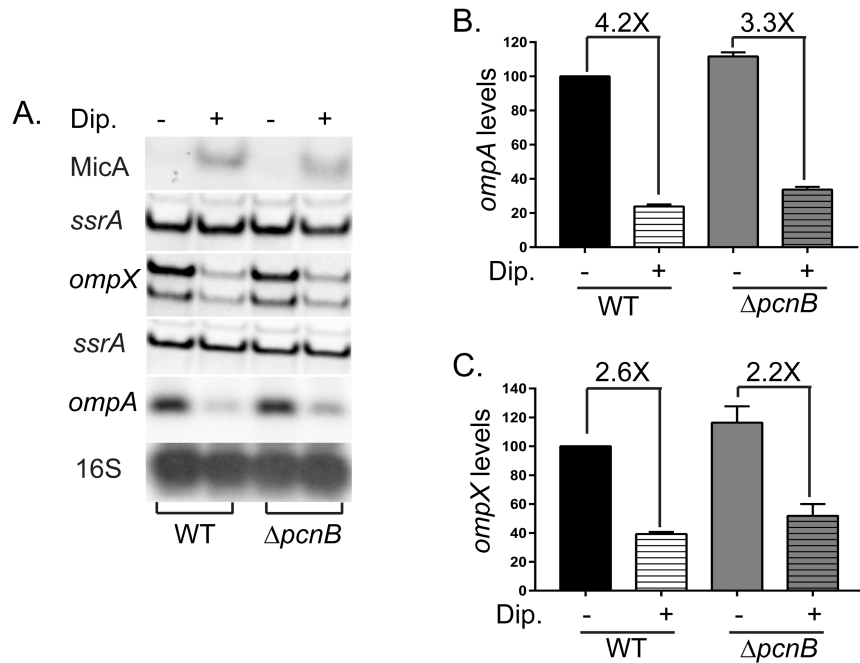 A.
Dip. - + - +
MicA
ssrA
ompX
ssrA
ompA
16S
WT ΔpcnB
B.
4.2X 3.3X
120
100
80
60
40
20
0
ompA levels
Dip. - + - +
WT ΔpcnB
C.
2.6X 2.2X
140
120
100
80
60
40
20
0
ompX levels
Dip. - + - +
WT ΔpcnB